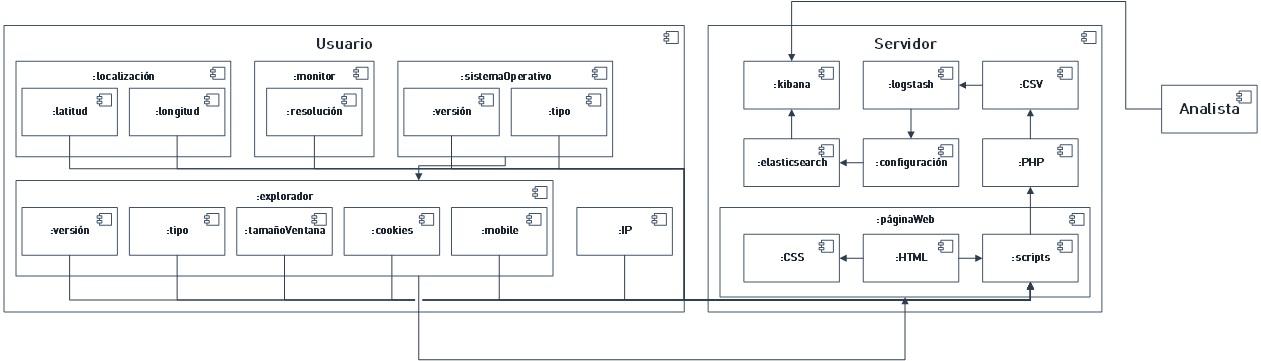 Usuario
:localización
:latitud
:longitud
:monitor
:resolución
:sistemaOperativo
:versión
:tipo
:explorador
:versión
:tipo
:tamañoVentana
:cookies
:mobile
:IP
Servidor
:kibana
:logstash
:CSV
:elasticsearch
:configuración
:PHP
:páginaWeb
:CSS
:HTML
:scripts
Analista